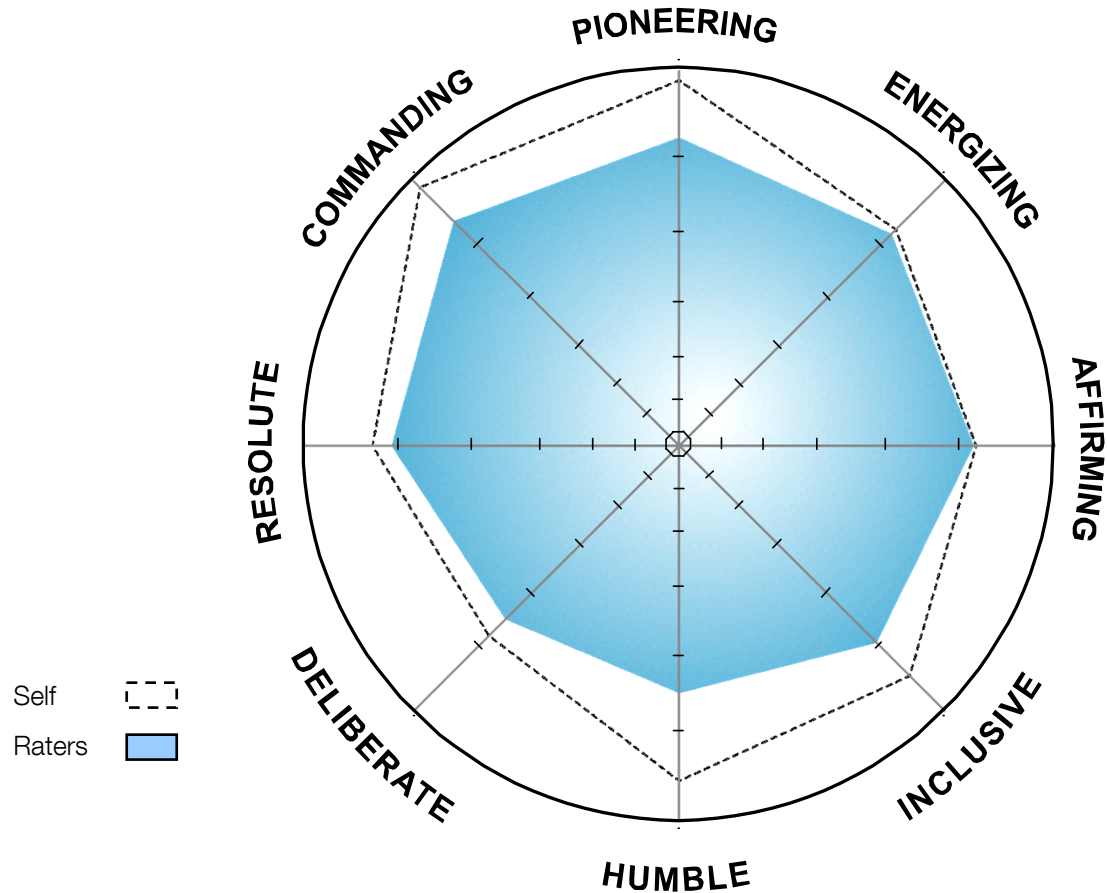 PIONEERING
ENERGIZING
COMMANDING
AFFIRMING
RESOLUTE
INCLUSIVE
DELIBERATE
HUMBLE
Self
Raters